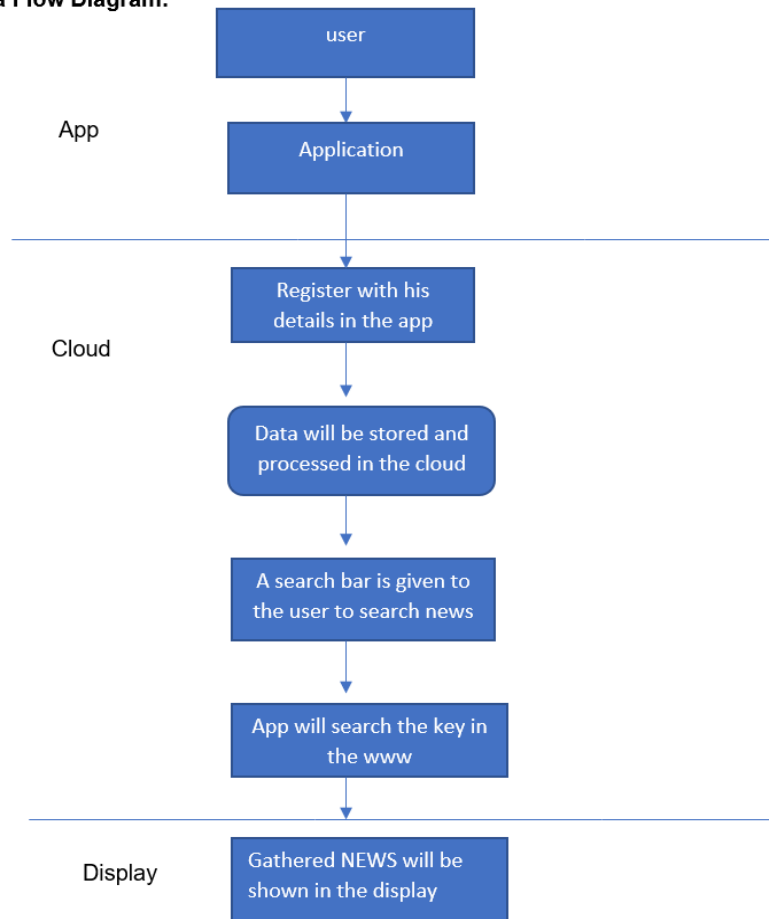 a Flow Diagram:
user
App
Application
Register with his
details in the app
Cloud
Data will be stored and
processed in the cloud
A search bar is given to
the user to search news
App will search the key in
the www
Gathered NEWS will be
shown in the display
Display